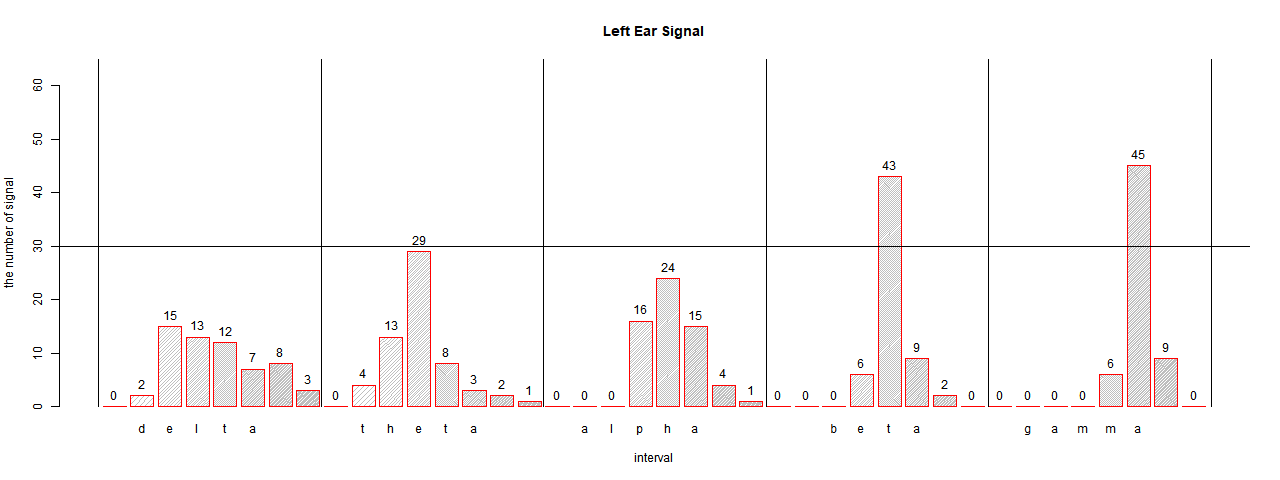 Left Ear Signal
the number of signal
60
50
40
30
20
10
0
0 2 15 13 12 7 8 3 0 4 13 29 8 3 2 1 0 0 0 16 24 15 4 1 0 0 0 6 43 9 2 0 0 0 0 0 6 45 9 0
d e l t a t h e t a a l p h a b e t a g a m m a
interval